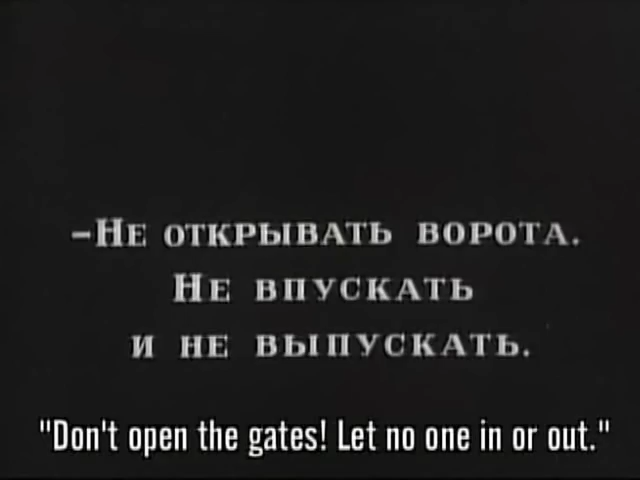 –Не открывать ворота.
Не впускать
и не выпускать.
"Don't open the gates! Let no one in or out."